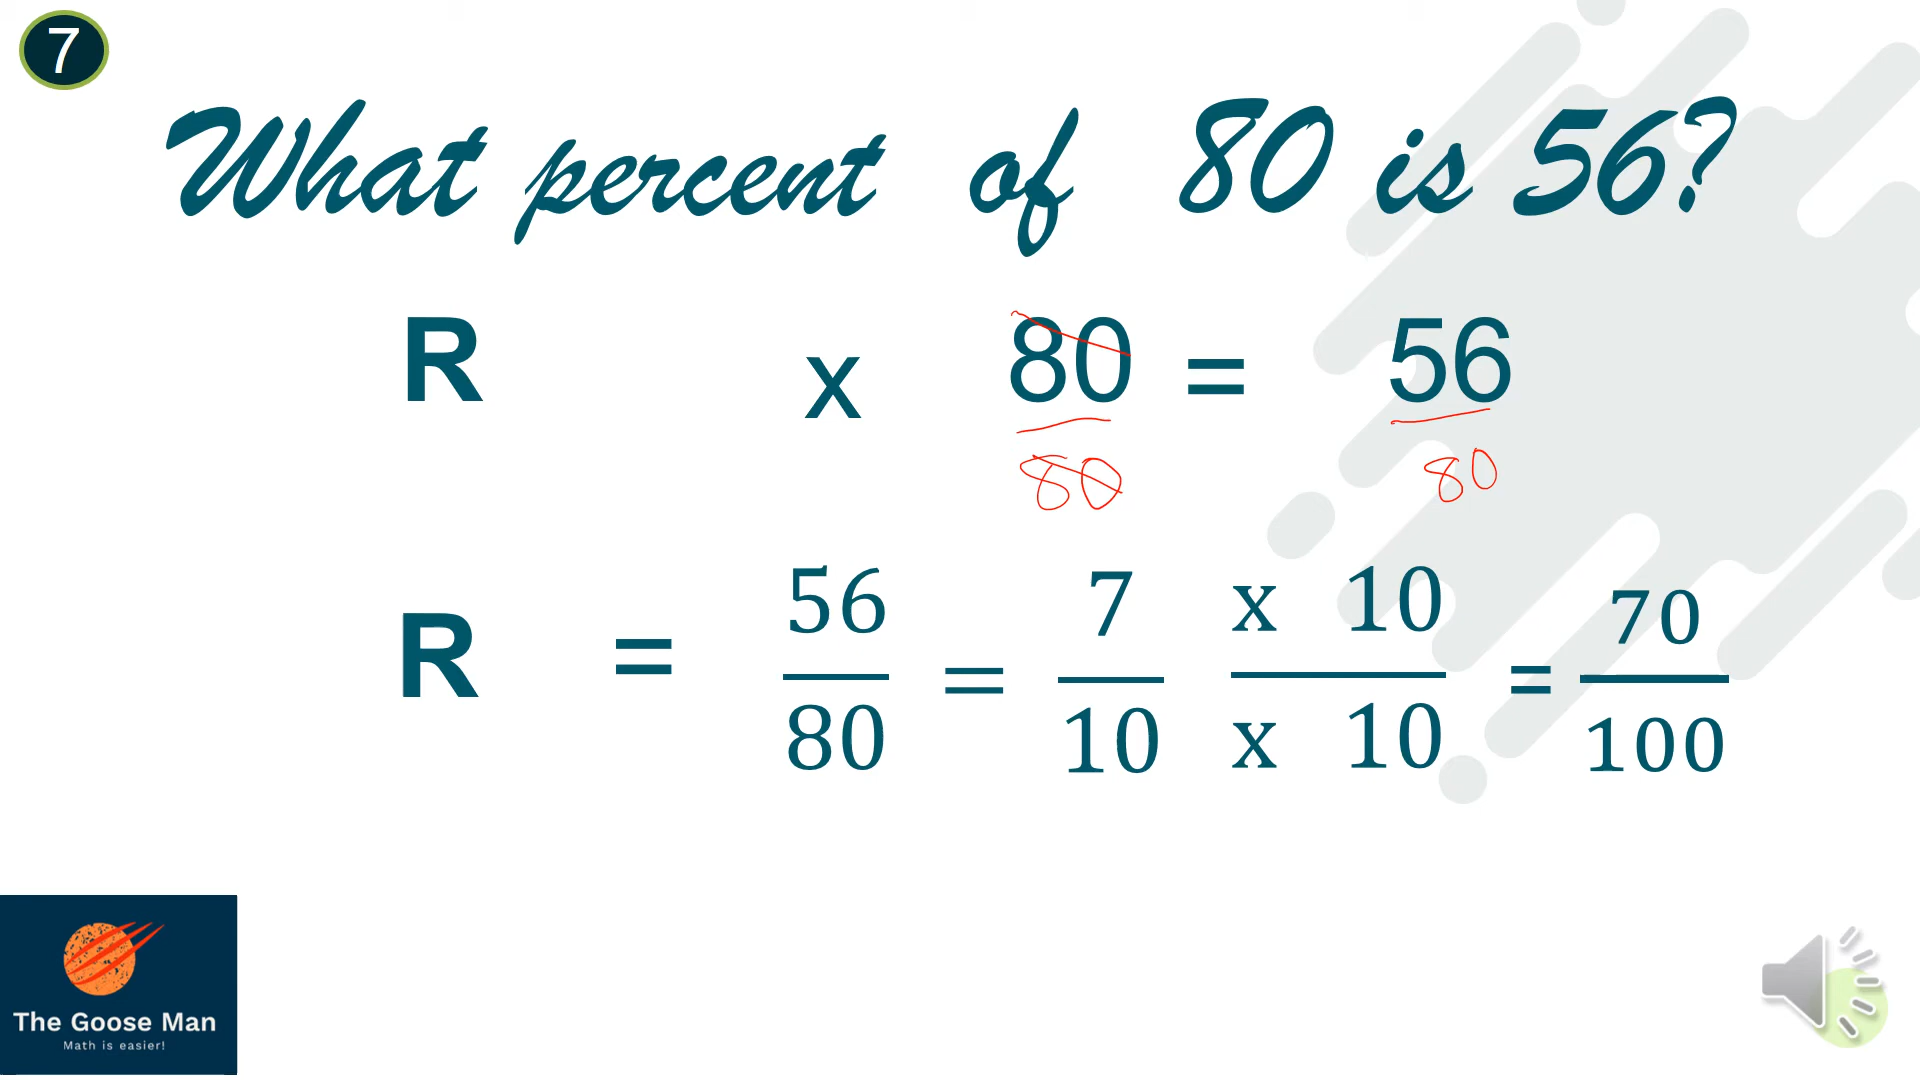 7
What percent of 80 is 56?
R x 80 = 56
80 80
R = 56/80 = 7/10 x 10/x 10 = 70/100
The Goose Man
Math is easier!